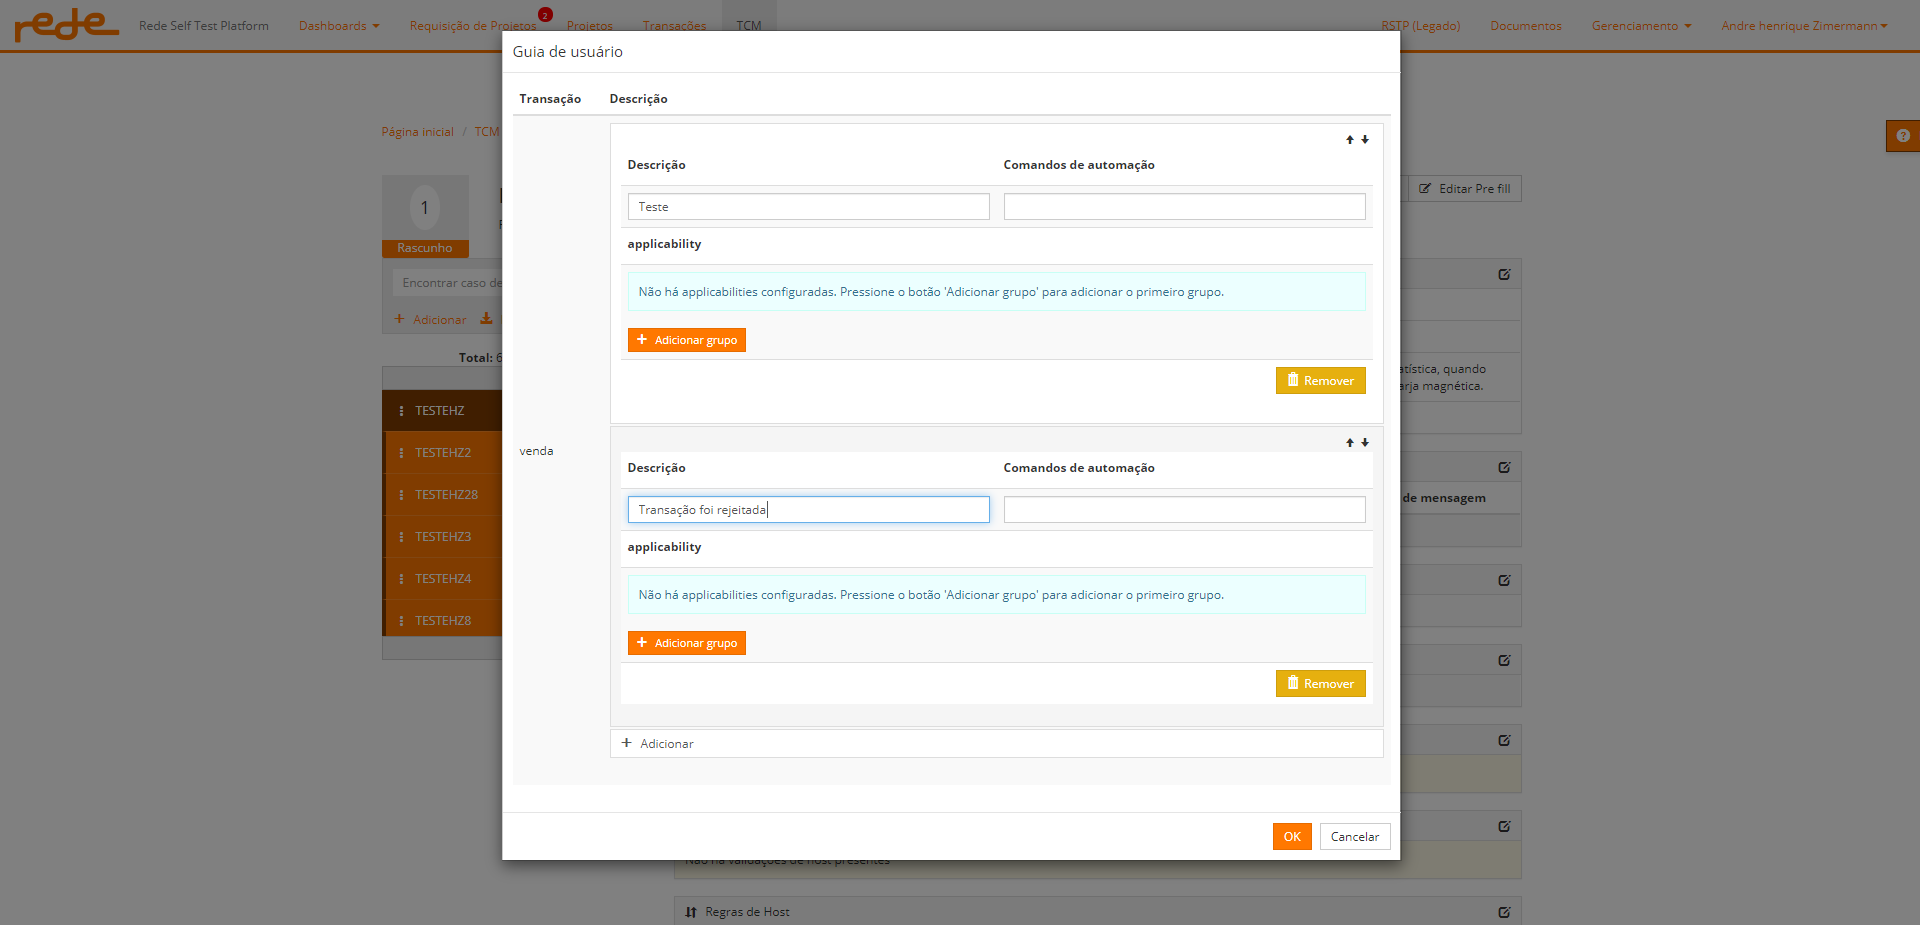 rede Rede Self Test Platform Dashboards Requisição de Projetos 2 Projetos Transações TCM RSTP (Legado) Documentos Gerenciamento Andre henrique Zimermann
Guia de usuário
Transação Descrição
Página inicial / TCM
Descrição Comandos de automação
1
Editar Pre fill
Teste
Rascunho
applicability
Encontrar caso de
Não há applicabilities configuradas. Pressione o botão 'Adicionar grupo' para adicionar o primeiro grupo.
Adicionar
Adicionar grupo
Total: 6
quando
magnética.
Remover
TESTEHZ
venda
TESTEHZ2
Descrição Comandos de automação
TESTEHZ28
de mensagem
Transação foi rejeitada
TESTEHZ3
applicability
TESTEHZ4
Não há applicabilities configuradas. Pressione o botão 'Adicionar grupo' para adicionar o primeiro grupo.
TESTEHZ8
Adicionar grupo
Remover
Adicionar
OK Cancelar
Não há validações de host presentes
Regras de Host